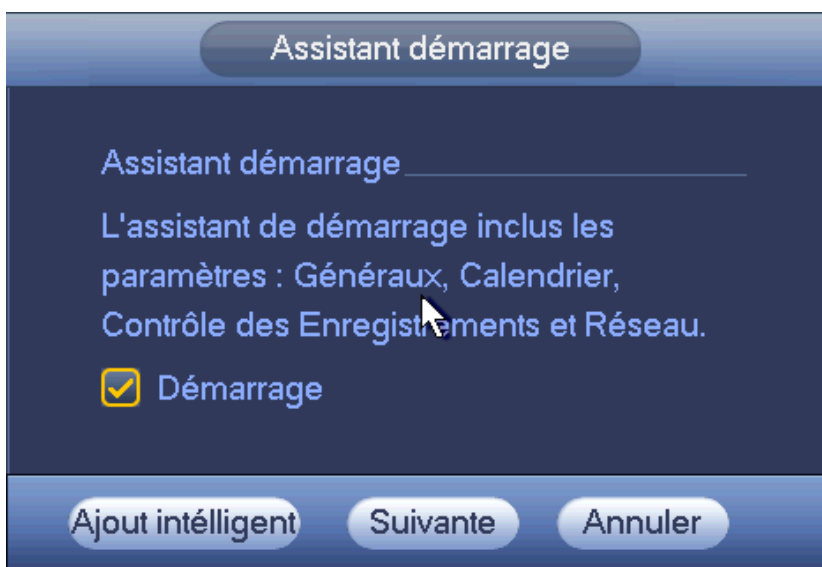 Assistant démarrage
Assistant démarrage
L'assistant de démarrage inclus les
paramètres : Généraux, Calendrier,
Contrôle des Enregistrements et Réseau.
Démarrage
Ajout intélligent Suivante Annuler